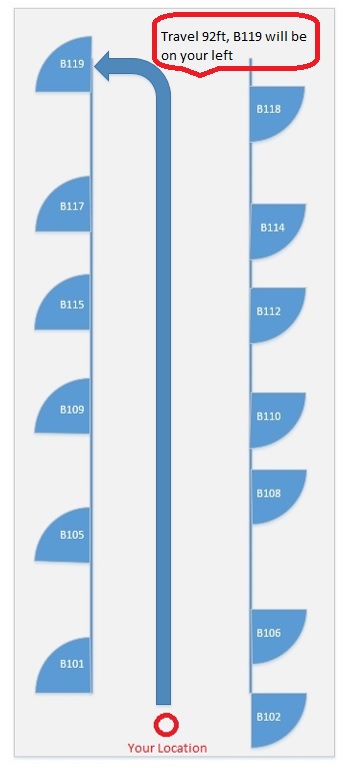 Travel 92ft, B119 will be
on your left
B119
B118
B117
B114
B115
B112
B109
B110
B108
B105
B106
B101
B102
Your Location